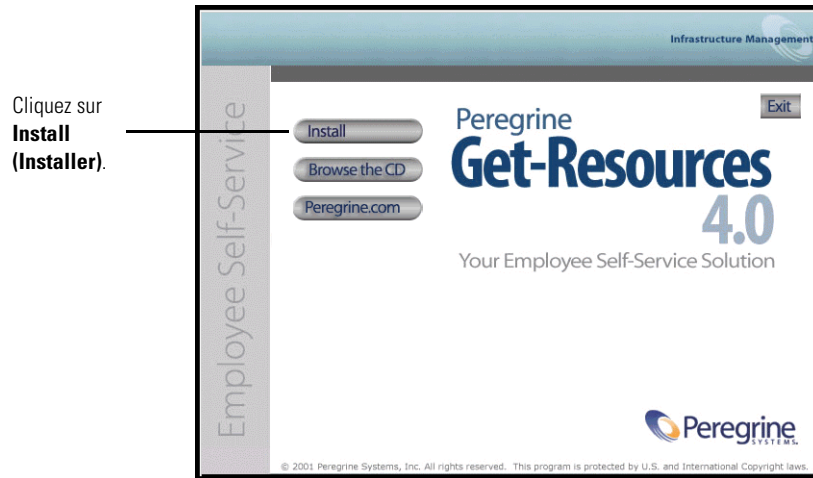 Infrastructure Management
Cliquez sur
Install
(Installer).
Employee Self-Service
Install
Browse the CD
Peregrine.com
Exit
Peregrine
Get-Resources
4.0
Your Employee Self-Service Solution
Peregrine
SYSTEMS.
© 2001 Peregrine Systems, Inc. All rights reserved. This program is protected by U.S. and International Copyright laws.